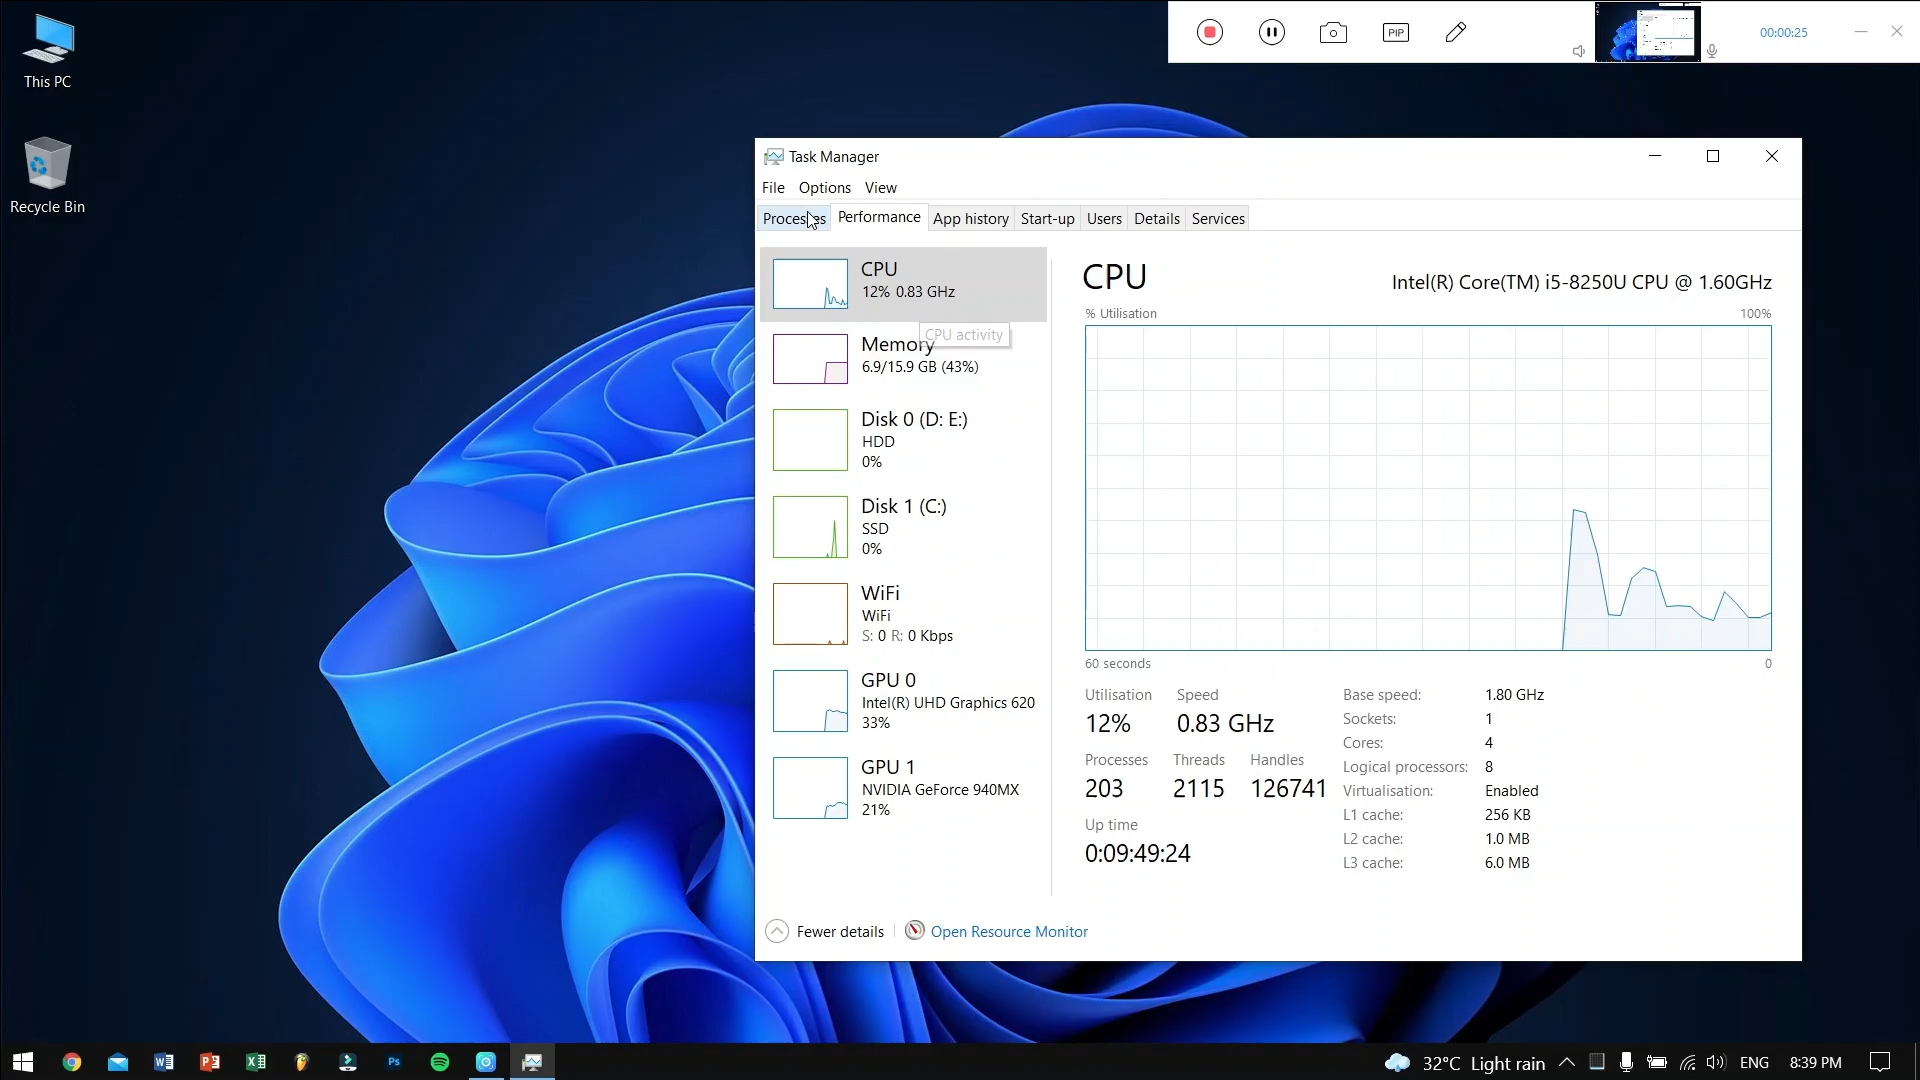 This PC
Recycle Bin
PIP
00:00:25
Task Manager
File Options View
Processes Performance App history Start-up Users Details Services
CPU
12% 0.83 GHz
CPU activity
Memory
6.9/15.9 GB (43%)
Disk 0 (D: E:)
HDD
0%
Disk 1 (C:)
SSD
0%
WiFi
WiFi
S: 0 R: 0 Kbps
GPU 0
Intel(R) UHD Graphics 620
33%
GPU 1
NVIDIA GeForce 940MX
21%
CPU
Intel(R) Core(TM) i5-8250U CPU @ 1.60GHz
% Utilisation 100%
60 seconds 0
Utilisation Speed
12% 0.83 GHz
Processes Threads Handles
203 2115 126741
Up time
0:09:49:24
Base speed: 1.80 GHz
Sockets: 1
Cores: 4
Logical processors: 8
Virtualisation: Enabled
L1 cache: 256 KB
L2 cache: 1.0 MB
L3 cache: 6.0 MB
Fewer details Open Resource Monitor
Ps
32°C Light rain ENG 8:39 PM